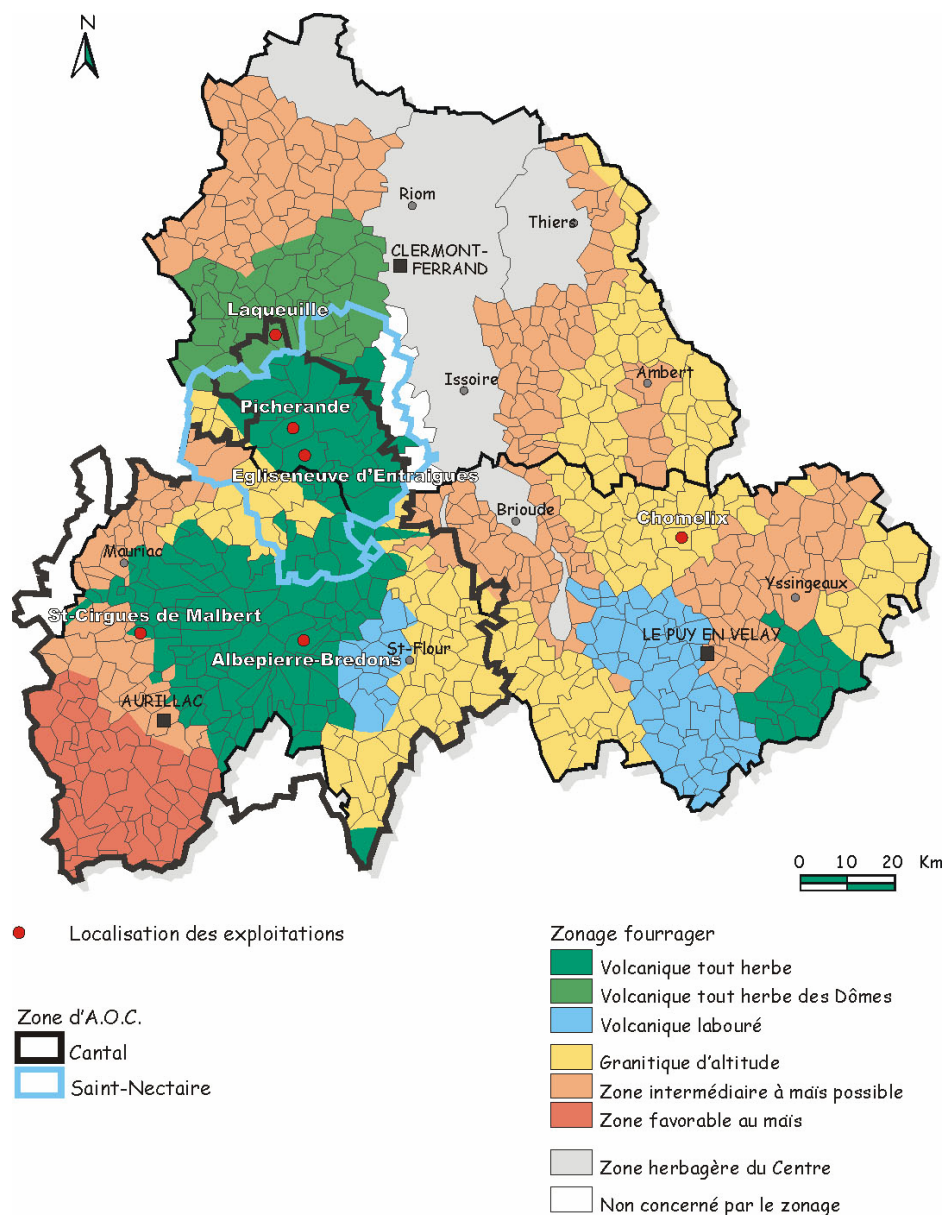 N
Riom
Thiers
CLERMONT-
FERRAND
Laqueuille
Issoire
Ambert
Picherande
Egliseneuve d'Entraigues
Brioude
Chomelix
Mauriac
Yssingeaux
St-Cirgues de Malbert
LE PUY EN VELAY
Albepierre-Bredons
St-Flour
AURILLAC
0 10 20 Km
Localisation des exploitations
Zone d'A.O.C.
Cantal
Saint-Nectaire
Zonage fourrager
Volcanique tout herbe
Volcanique tout herbe des Dômes
Volcanique labouré
Granitique d'altitude
Zone intermédiaire à maïs possible
Zone favorable au maïs
Zone herbagère du Centre
Non concerné par le zonage